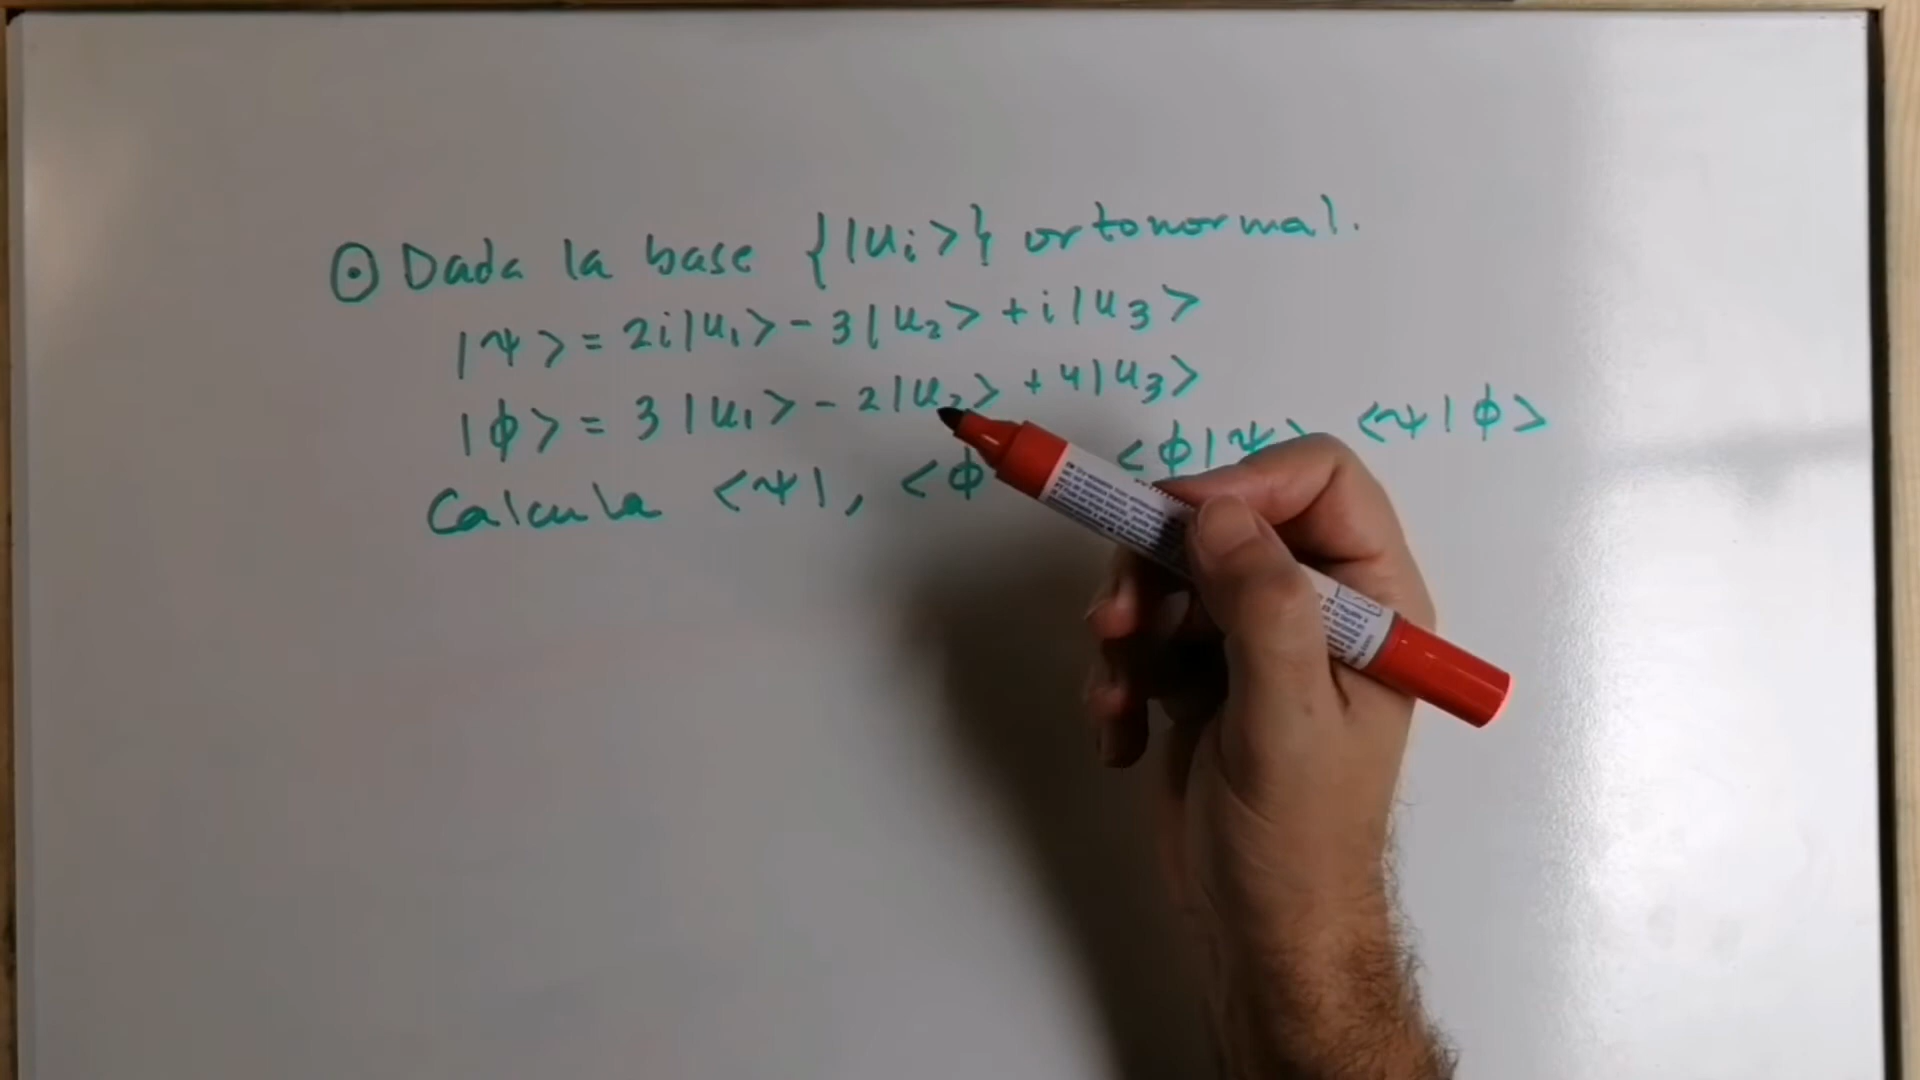 ⊙ Dada la base {|ui>} ortonormal.
|ψ> = 2i|u₁> - 3|u₂> + i|u₃>
|ϕ> = 3|u₁> - 2|u₂> + 4|u₃>
Calcula <ψ|, <ϕ <ϕ|ψ> <ψ|ϕ>